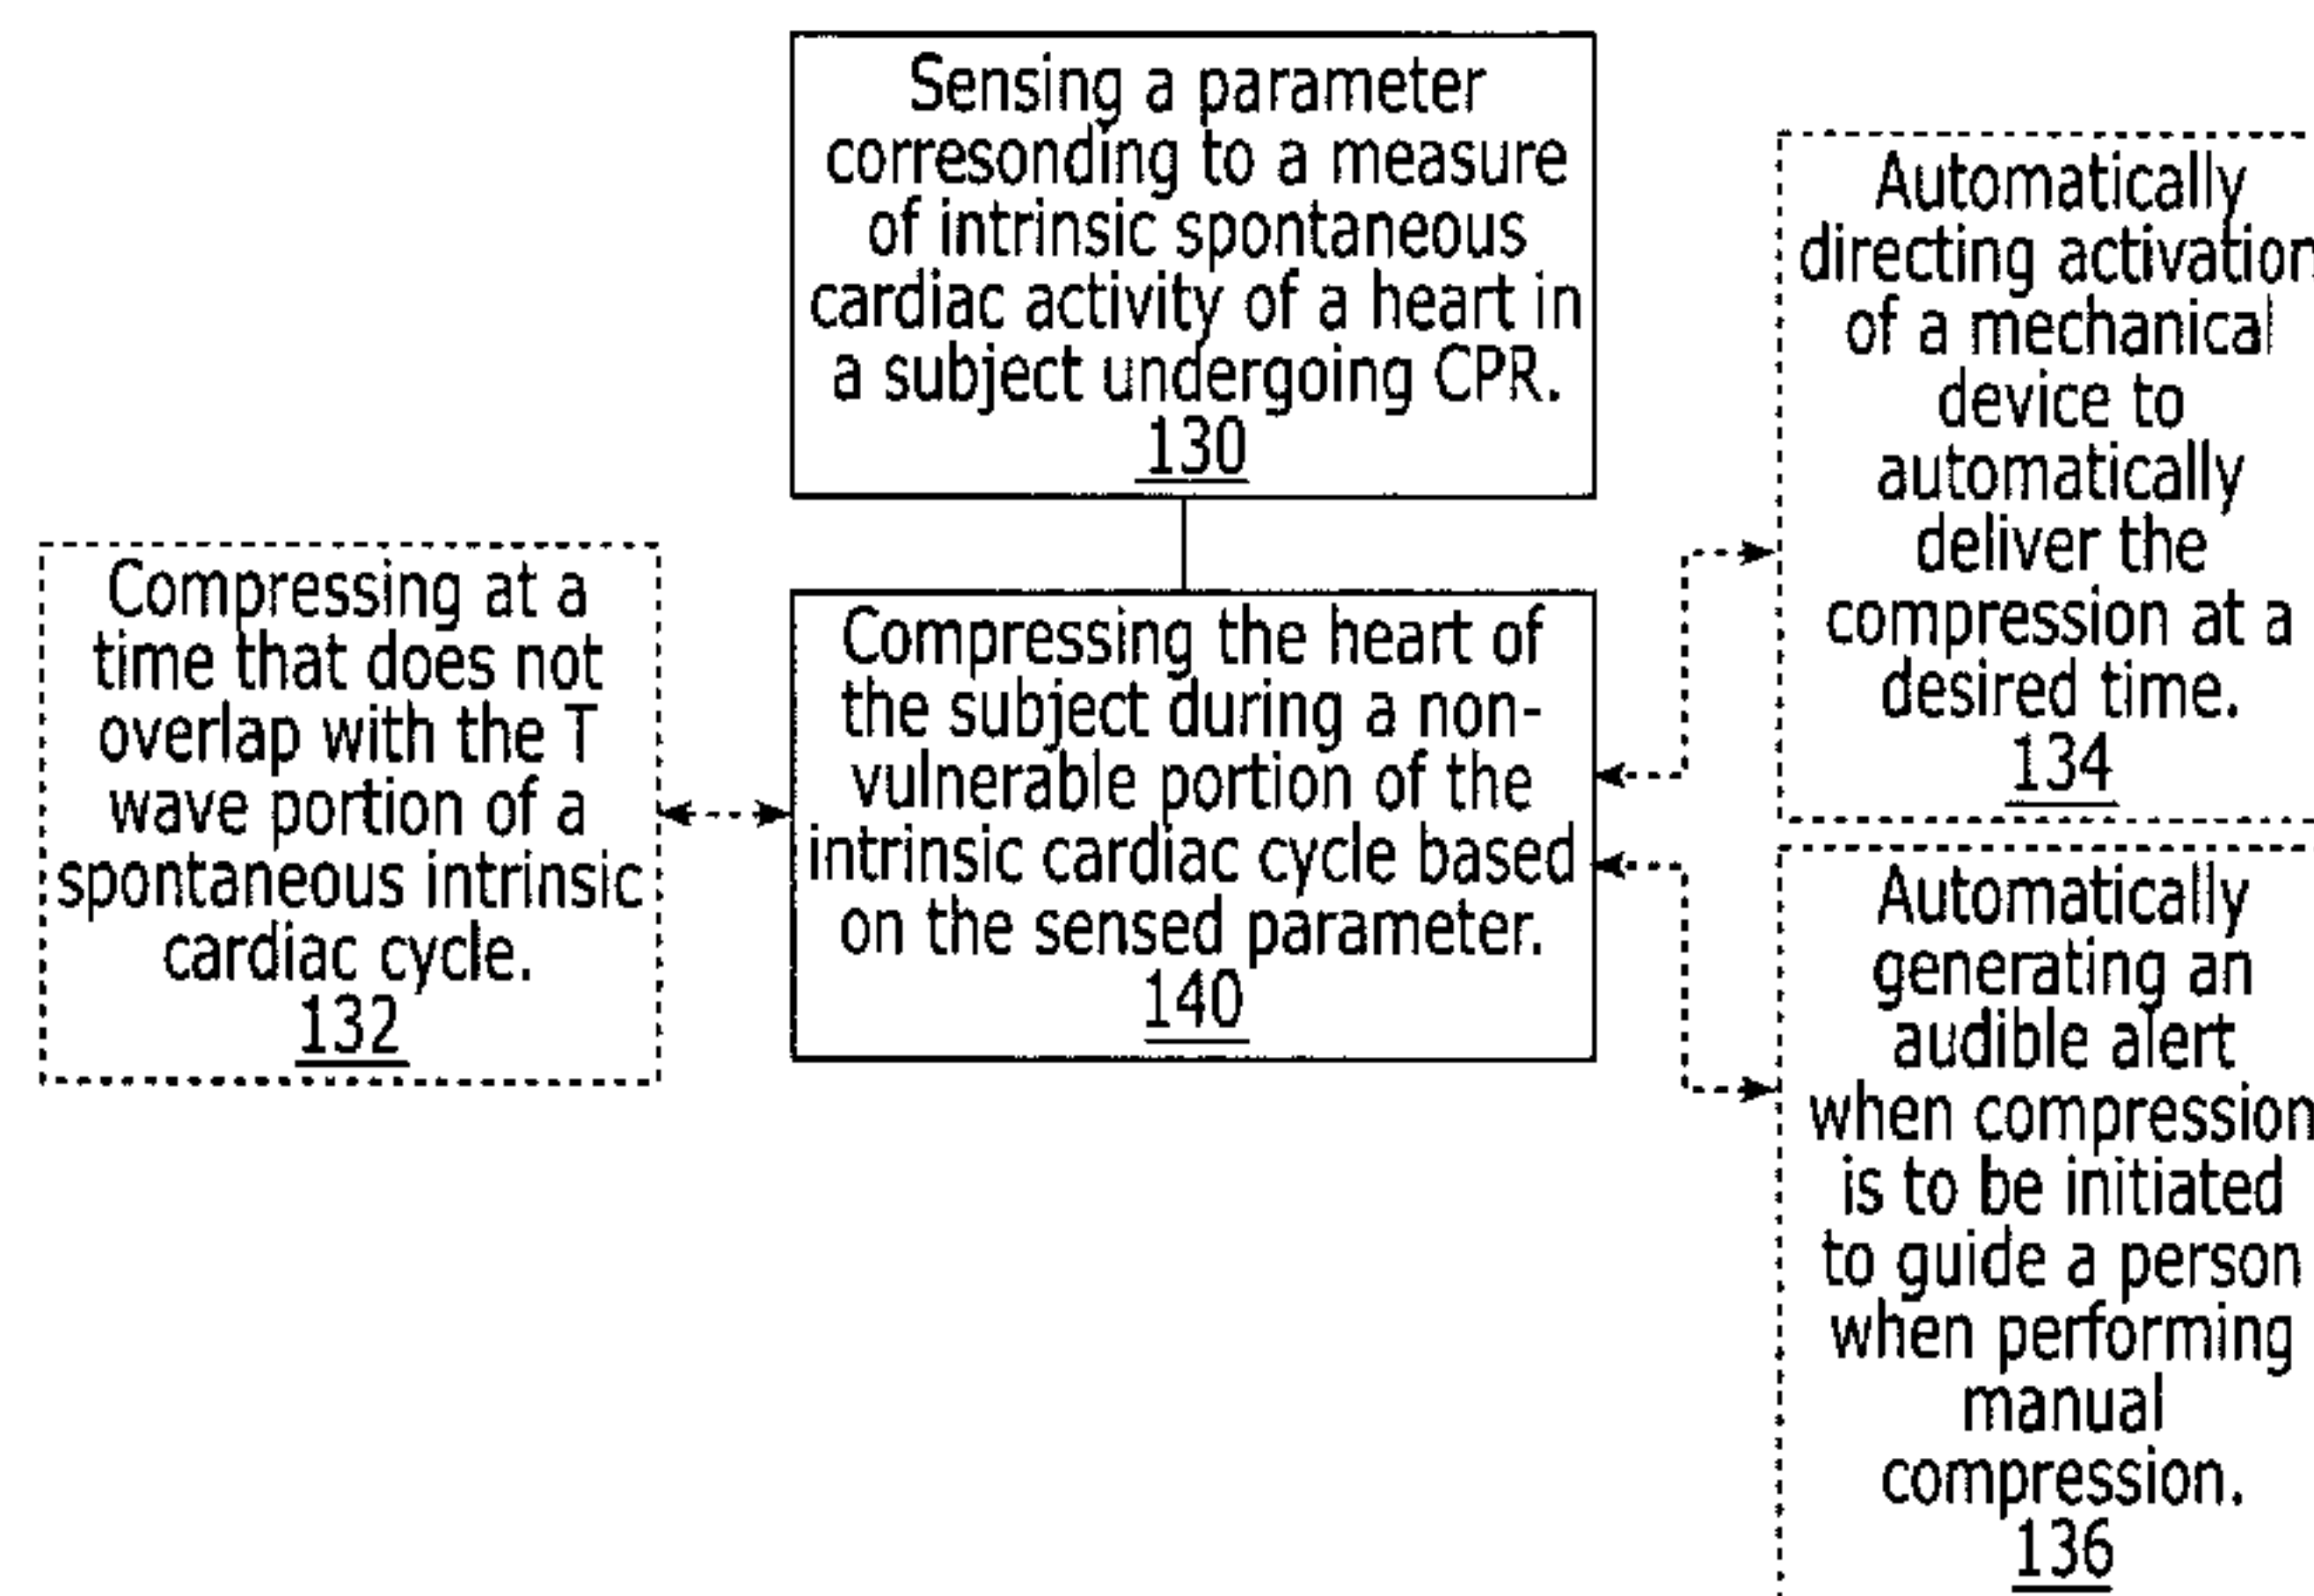 Sensing a parameter
corresonding to a measure
of intrinsic spontaneous
cardiac activity of a heart in
a subject undergoing CPR.
130
Compressing at a
time that does not
overlap with the T
wave portion of a
spontaneous intrinsic
cardiac cycle.
132
Compressing the heart of
the subject during a non-
vulnerable portion of the
intrinsic cardiac cycle based
on the sensed parameter.
140
Automatically
directing activation
of a mechanical
device to
automatically
deliver the
compression at a
desired time.
134
Automatically
generating an
audible alert
when compression
is to be initiated
to guide a person
when performing
manual
compression.
136